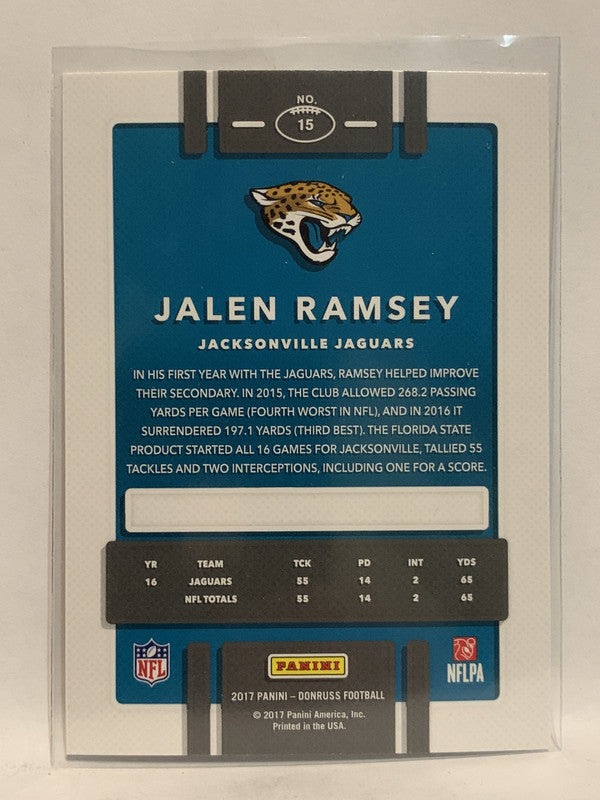 NO.
15
JALEN RAMSEY
JACKSONVILLE JAGUARS
IN HIS FIRST YEAR WITH THE JAGUARS, RAMSEY HELPED IMPROVE
THEIR SECONDARY. IN 2015, THE CLUB ALLOWED 268.2 PASSING
YARDS PER GAME (FOURTH WORST IN NFL), AND IN 2016 IT
SURRENDERED 197.1 YARDS (THIRD BEST). THE FLORIDA STATE
PRODUCT STARTED ALL 16 GAMES FOR JACKSONVILLE, TALLIED 55
TACKLES AND TWO INTERCEPTIONS, INCLUDING ONE FOR A SCORE.
YR TEAM TCK PD INT YDS
16 JAGUARS 55 14 2 65
NFL TOTALS 55 14 2 65
NFL
PANINI
NFLPA
2017 PANINI – DONRUSS FOOTBALL
© 2017 Panini America, Inc.
Printed in the USA.